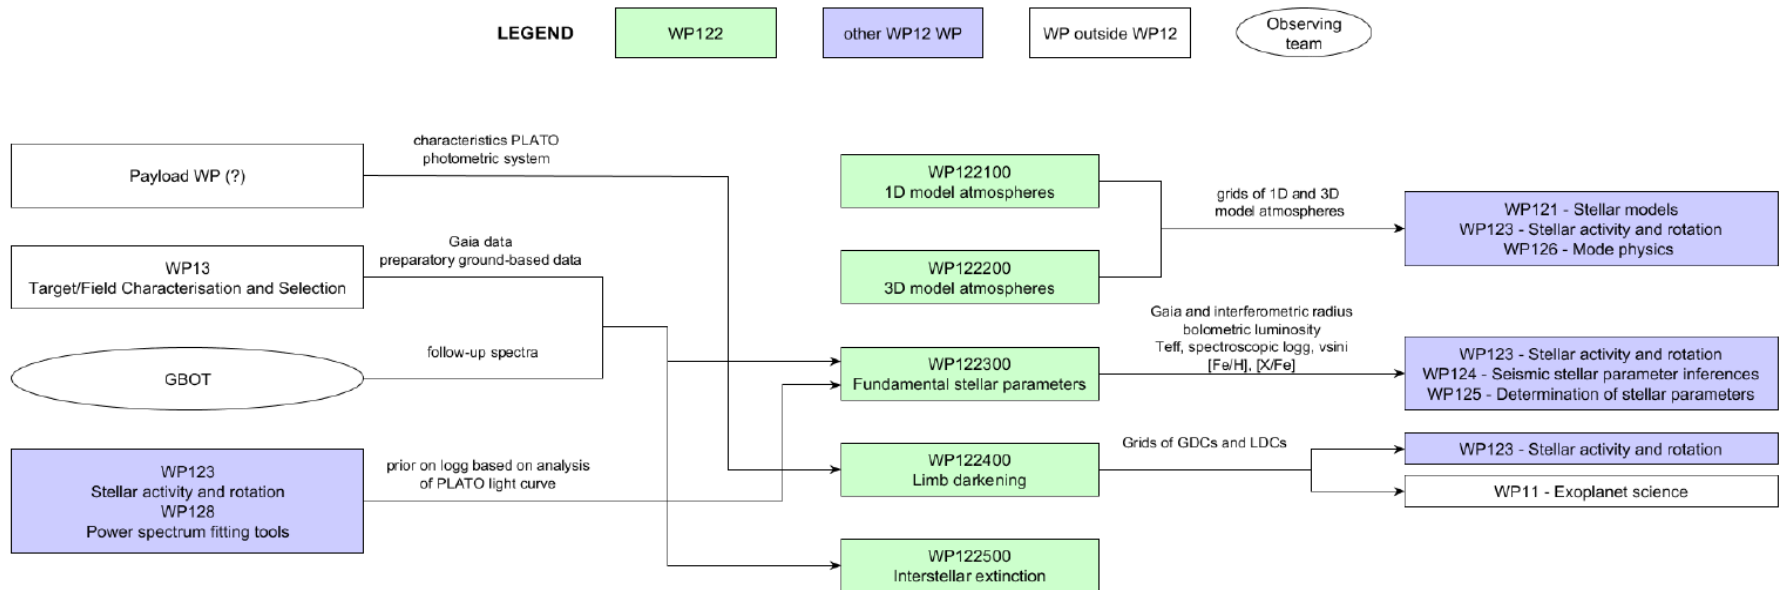 LEGEND
WP122
other WP12 WP
WP outside WP12
Observing
team
characteristics PLATO
photometric system
Payload WP (?)
Gaia data
preparatory ground-based data
WP13
Target/Field Characterisation and Selection
follow-up spectra
GBOT
WP123
Stellar activity and rotation
WP128
Power spectrum fitting tools
prior on logg based on analysis
of PLATO light curve
WP122100
1D model atmospheres
WP122200
3D model atmospheres
WP122300
Fundamental stellar parameters
WP122400
Limb darkening
WP122500
Interstellar extinction
grids of 1D and 3D
model atmospheres
WP121 - Stellar models
WP123 - Stellar activity and rotation
WP126 - Mode physics
Gaia and interferometric radius
bolometric luminosity
Teff, spectroscopic logg, vsini
[Fe/H], [X/Fe]
WP123 - Stellar activity and rotation
WP124 - Seismic stellar parameter inferences
WP125 - Determination of stellar parameters
Grids of GDCs and LDCs
WP123 - Stellar activity and rotation
WP11 - Exoplanet science